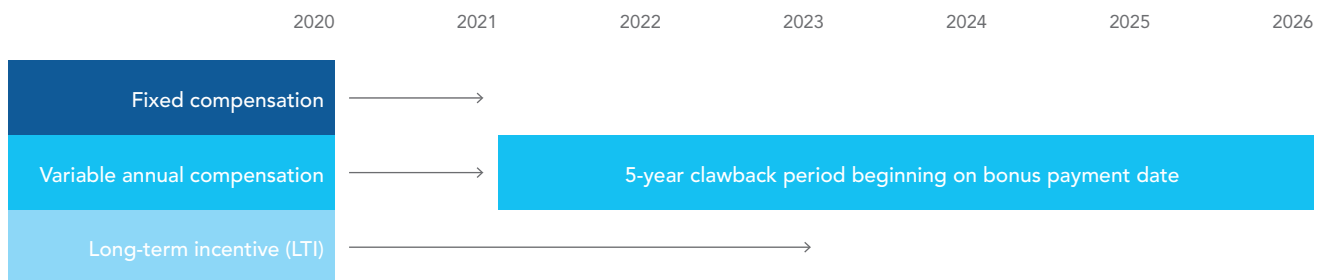 2020 2021 2022 2023 2024 2025 2026
Fixed compensation
Variable annual compensation
5-year clawback period beginning on bonus payment date
Long-term incentive (LTI)